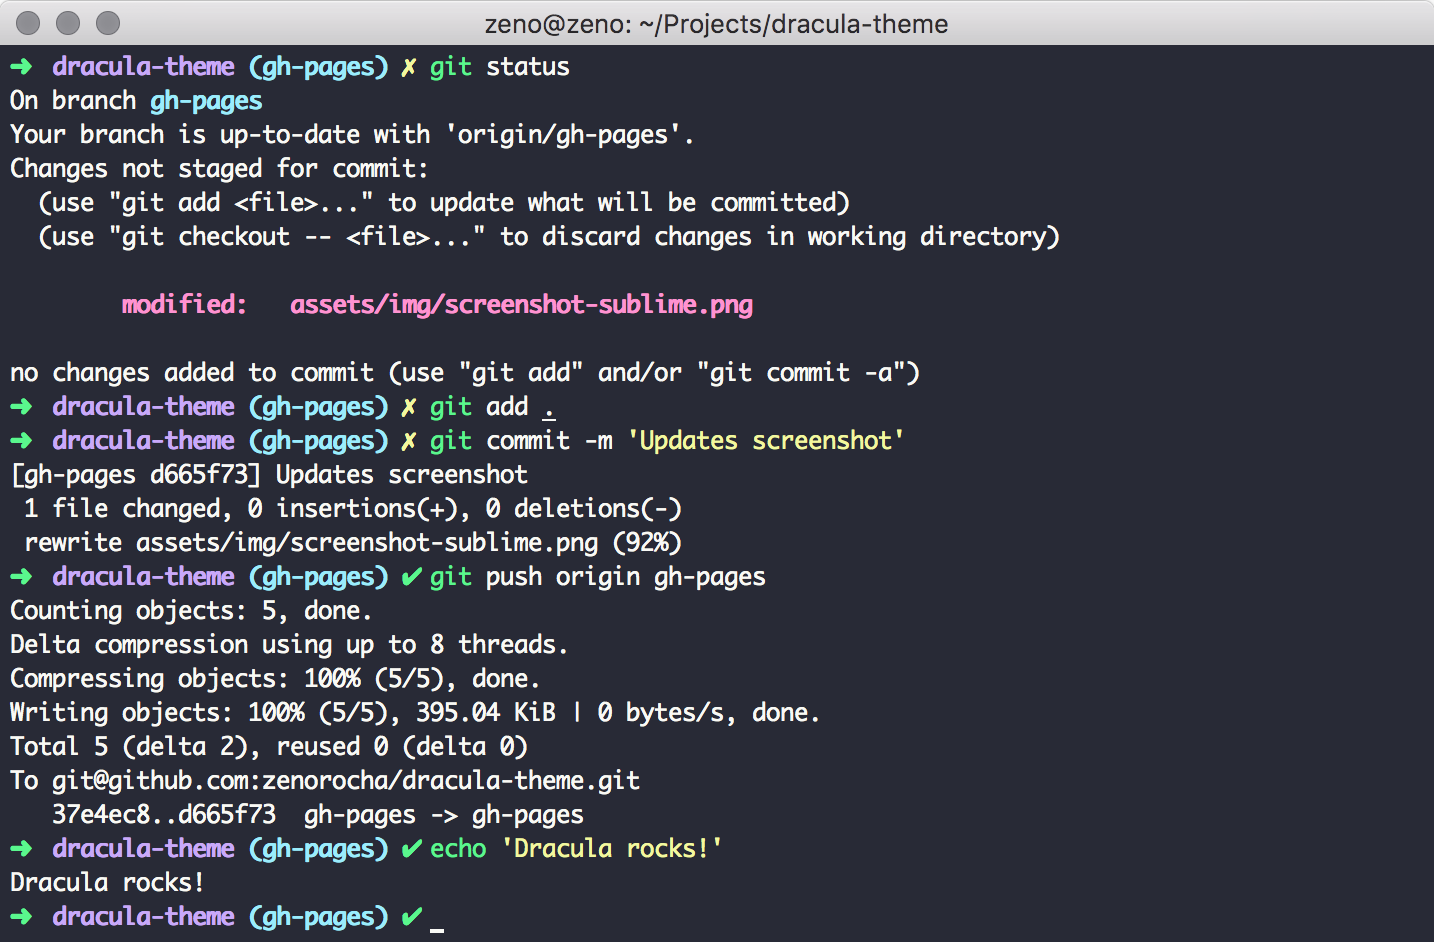 zeno@zeno: ~/Projects/dracula-theme
➜ dracula-theme (gh-pages) ✗ git status
On branch gh-pages
Your branch is up-to-date with 'origin/gh-pages'.
Changes not staged for commit:
  (use "git add <file>..." to update what will be committed)
  (use "git checkout -- <file>..." to discard changes in working directory)
        modified:   assets/img/screenshot-sublime.png
no changes added to commit (use "git add" and/or "git commit -a")
➜ dracula-theme (gh-pages) ✗ git add .
➜ dracula-theme (gh-pages) ✗ git commit -m 'Updates screenshot'
[gh-pages d665f73] Updates screenshot
 1 file changed, 0 insertions(+), 0 deletions(-)
 rewrite assets/img/screenshot-sublime.png (92%)
➜ dracula-theme (gh-pages) ✔ git push origin gh-pages
Counting objects: 5, done.
Delta compression using up to 8 threads.
Compressing objects: 100% (5/5), done.
Writing objects: 100% (5/5), 395.04 KiB | 0 bytes/s, done.
Total 5 (delta 2), reused 0 (delta 0)
To git@github.com:zenorocha/dracula-theme.git
   37e4ec8..d665f73  gh-pages -> gh-pages
➜ dracula-theme (gh-pages) ✔ echo 'Dracula rocks!'
Dracula rocks!
➜ dracula-theme (gh-pages) ✔ _